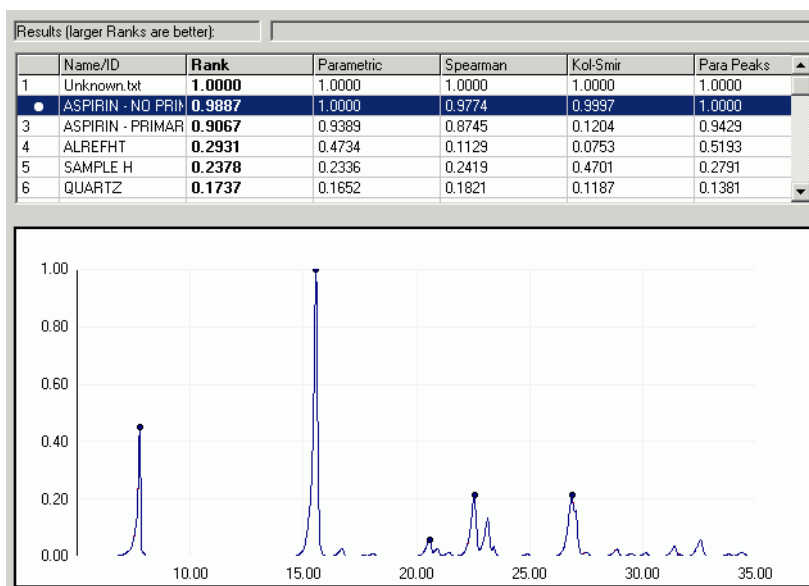 Results (larger Ranks are better):
Name/ID Rank Parametric Spearman Kol-Smir Para Peaks
1 Unknown.txt 1.0000 1.0000 1.0000 1.0000 1.0000
ASPIRIN - NO PRIN 0.9887 1.0000 0.9774 0.9997 1.0000
3 ASPIRIN - PRIMAR 0.9067 0.9389 0.8745 0.1204 0.9429
4 ALREFHT 0.2931 0.4734 0.1129 0.0753 0.5193
5 SAMPLE H 0.2378 0.2336 0.2419 0.4701 0.2791
6 QUARTZ 0.1737 0.1652 0.1821 0.1187 0.1381
1.00
0.80
0.60
0.40
0.20
0.00
10.00 15.00 20.00 25.00 30.00 35.00